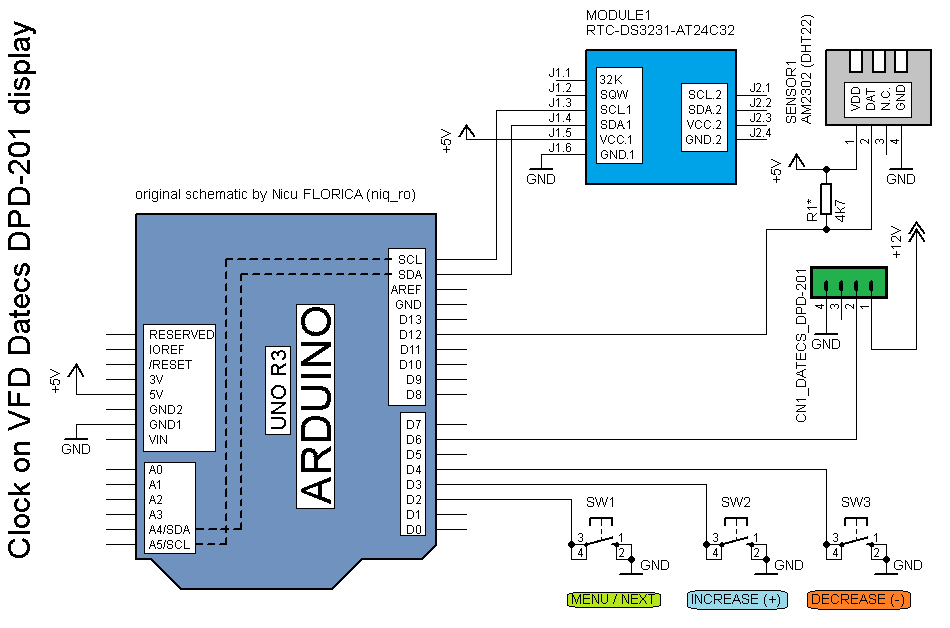 Clock on VFD Datecs DPD-201 display
original schematic by Nicu FLORICA (niq_ro)
MODULE1
RTC-DS3231-AT24C32
J1.1
J1.2
J1.3
J1.4
J1.5
J1.6
32K
SQW
SCL1
SDA1
VCC.1
GND.1
SCL.2
SDA.2
VCC.2
GND.2
J2.1
J2.2
J2.3
J2.4
+5V
GND
SENSOR1
AM2302 (DHT22)
VDD
DAT
N.C.
GND
1
2
3
4
+5V
GND
R1*
4k7
+12V
CN1_DATECS_DPD-201
4
3
2
1
GND
ARDUINO
UNO R3
SCL
SDA
AREF
GND
D13
D12
D11
D10
D9
D8
D7
D6
D5
D4
D3
D2
D1
D0
RESERVED
IOREF
/RESET
3V
5V
GND2
GND1
VIN
A0
A1
A2
A3
A4/SDA
A5/SCL
+5V
GND
SW1
3
4
1
2
GND
MENU / NEXT
SW2
3
4
1
2
GND
INCREASE (+)
SW3
3
4
1
2
GND
DECREASE (-)